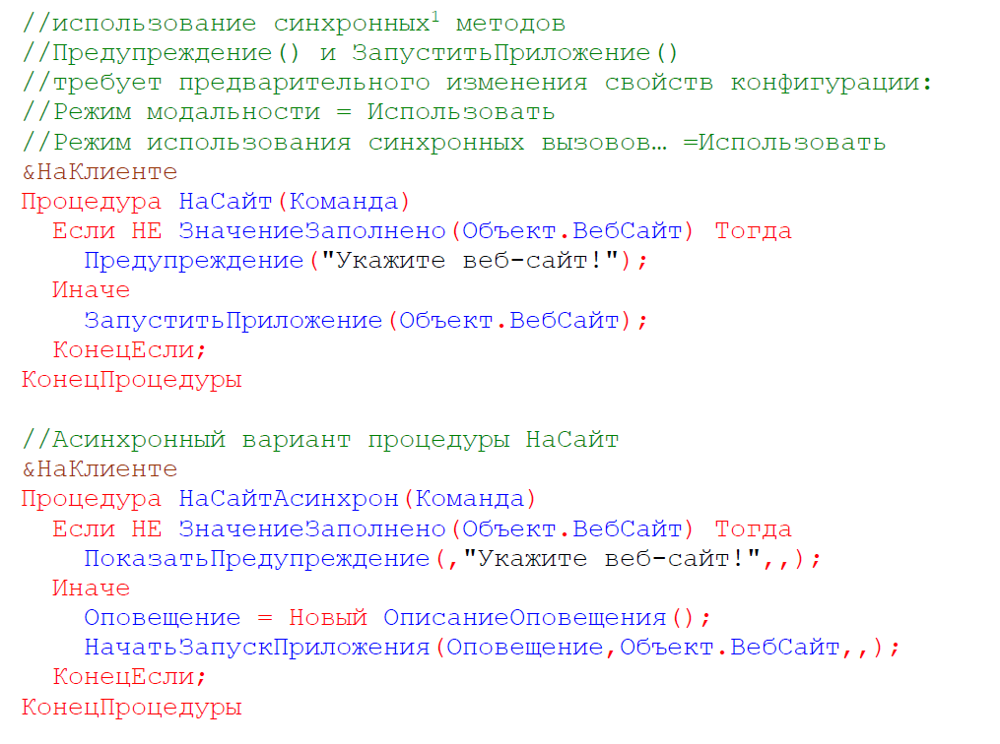 //использование синхронных¹ методов
//Предупреждение() и ЗапуститьПриложение()
//требует предварительного изменения свойств конфигурации:
//Режим модальности = Использовать
//Режим использования синхронных вызовов… =Использовать
&НаКлиенте
Процедура НаСайт(Команда)
  Если НЕ ЗначениеЗаполнено(Объект.ВебСайт) Тогда
    Предупреждение("Укажите веб-сайт!");
  Иначе
    ЗапуститьПриложение(Объект.ВебСайт);
  КонецЕсли;
КонецПроцедуры

//Асинхронный вариант процедуры НаСайт
&НаКлиенте
Процедура НаСайтАсинхрон(Команда)
  Если НЕ ЗначениеЗаполнено(Объект.ВебСайт) Тогда
    ПоказатьПредупреждение(,"Укажите веб-сайт!",,);
  Иначе
    Оповещение = Новый ОписаниеОповещения();
    НачатьЗапускПриложения(Оповещение,Объект.ВебСайт,,);
  КонецЕсли;
КонецПроцедуры